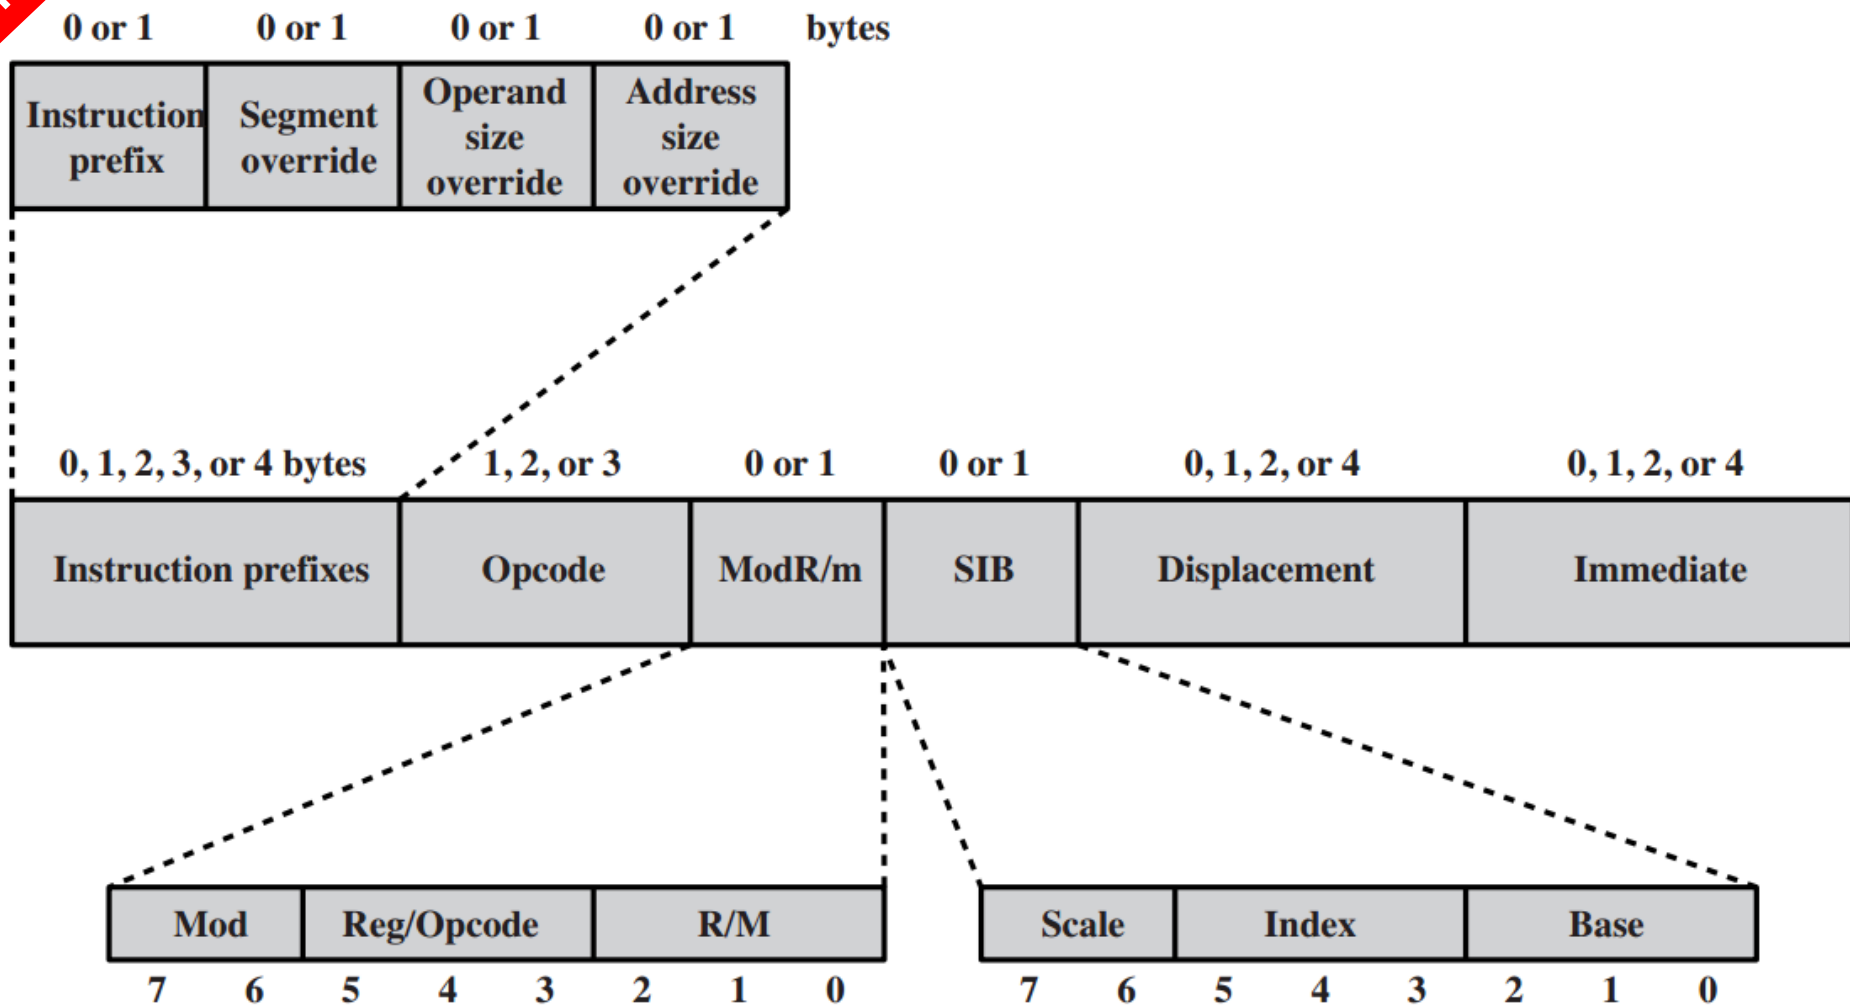 0 or 1 0 or 1 0 or 1 0 or 1 bytes
Instruction prefix
Segment override
Operand size override
Address size override
0, 1, 2, 3, or 4 bytes 1, 2, or 3 0 or 1 0 or 1 0, 1, 2, or 4 0, 1, 2, or 4
Instruction prefixes Opcode ModR/m SIB Displacement Immediate
Mod Reg/Opcode R/M Scale Index Base
7 6 5 4 3 2 1 0 7 6 5 4 3 2 1 0